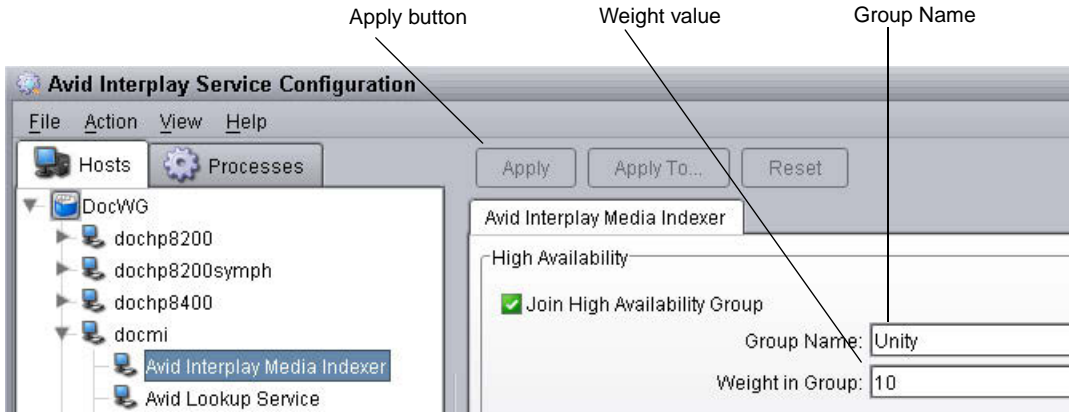 Apply button Weight value Group Name
Avid Interplay Service Configuration
File Action View Help
Hosts Processes
Apply Apply To... Reset
DocWG
dochp8200
dochp8200symph
dochp8400
docmi
Avid Interplay Media Indexer
Avid Lookup Service
Avid Interplay Media Indexer
High Availability
Join High Availability Group
Group Name: Unity
Weight in Group: 10